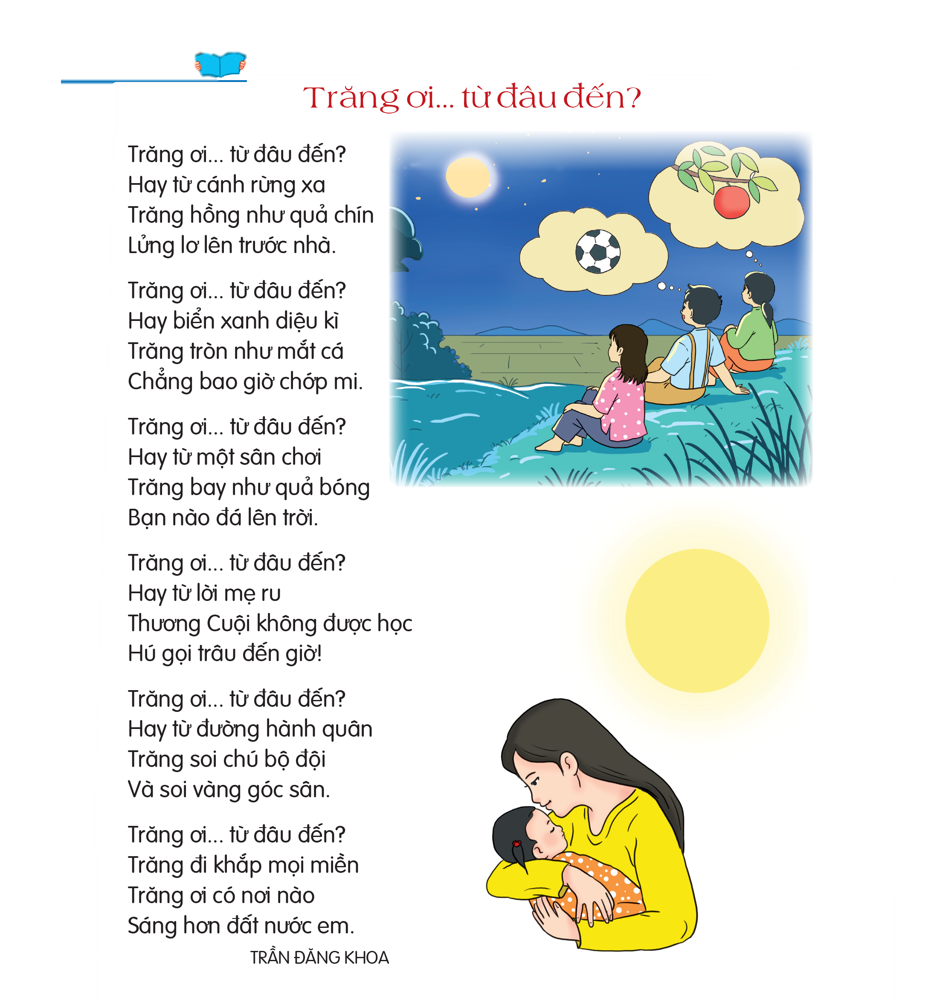 Trăng ơi... từ đâu đến?
Trăng ơi... từ đâu đến?
Hay từ cánh rừng xa
Trăng hồng như quả chín
Lửng lơ lên trước nhà.
Trăng ơi... từ đâu đến?
Hay biển xanh diệu kì
Trăng tròn như mắt cá
Chẳng bao giờ chớp mi.
Trăng ơi... từ đâu đến?
Hay từ một sân chơi
Trăng bay như quả bóng
Bạn nào đá lên trời.
Trăng ơi... từ đâu đến?
Hay từ lời mẹ ru
Thương Cuội không được học
Hú gọi trâu đến giờ!
Trăng ơi... từ đâu đến?
Hay từ đường hành quân
Trăng soi chú bộ đội
Và soi vàng góc sân.
Trăng ơi... từ đâu đến?
Trăng đi khắp mọi miền
Trăng ơi có nơi nào
Sáng hơn đất nước em.
TRẦN ĐĂNG KHOA